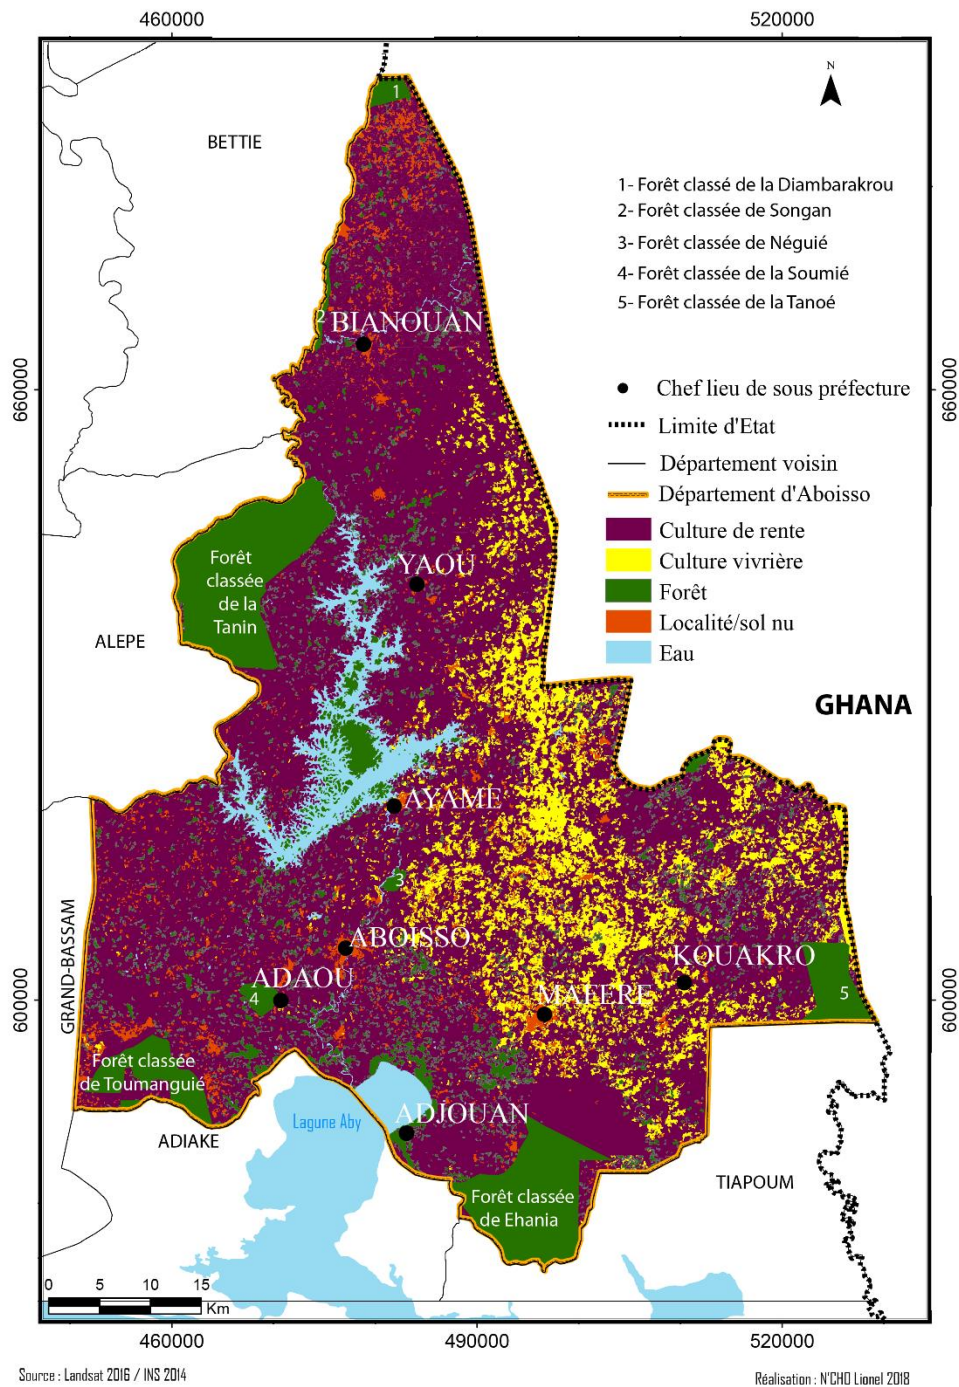 460000
520000
N
1
BETTIE
1- Forêt classé de la Diambarakrou
2- Forêt classée de Songan
3- Forêt classée de Néguié
4- Forêt classée de la Soumié
5- Forêt classée de la Tanoé
2
BIANOUAN
660000
660000
Chef lieu de sous préfecture
Limite d'Etat
Département voisin
Département d'Aboisso
Culture de rente
Culture vivrière
Forêt
Localité/sol nu
Eau
Forêt
classée
de la
Tanin
YAOU
ALEPE
GHANA
AYAME
3
GRAND-BASSAM
ABOISSO
ADAOU
4
KOUAKRO
MAFERE
5
600000
600000
Forêt classée
de Toumanguié
Lagune Aby
ADJOUAN
ADIAKE
TIAPOUM
Forêt classée
de Ehania
0 5 10 15
Km
460000
490000
520000
Source : Landsat 2016 / INS 2014
Réalisation : N'CHO Lionel 2018